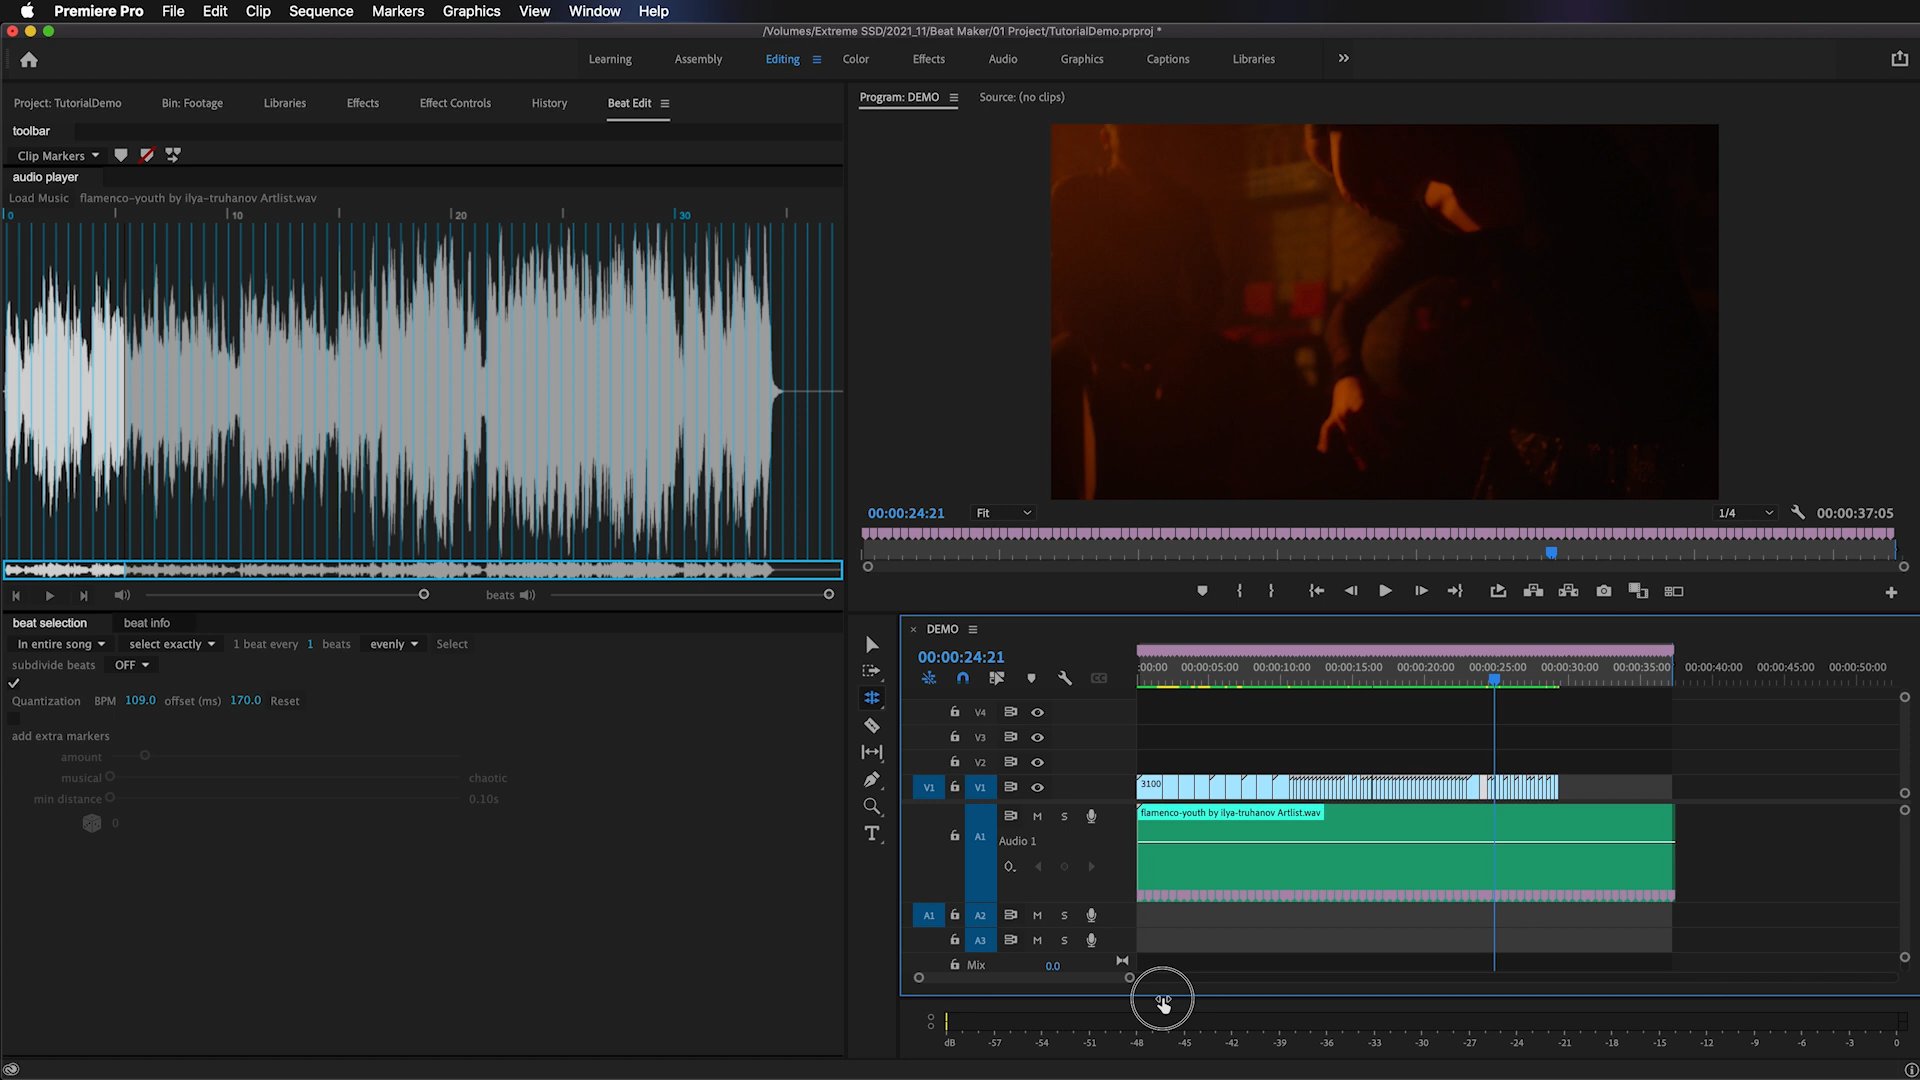 Premiere Pro File Edit Clip Sequence Markers Graphics View Window Help
/Volumes/Extreme SSD/2021_11/Beat Maker/01 Project/TutorialDemo.prproj *
Learning Assembly Editing Color Effects Audio Graphics Captions Libraries
Project: TutorialDemo Bin: Footage Libraries Effects Effect Controls History Beat Edit
Program: DEMO Source: (no clips)
toolbar
Clip Markers
audio player
Load Music flamenco-youth by ilya-truhanov Artlist.wav
0 10 20 30
00:00:24:21 Fit 1/4 00:00:37:05
beats
beat selection beat info
In entire song select exactly 1 beat every 1 beats evenly Select
subdivide beats OFF
Quantization BPM 109.0 offset (ms) 170.0 Reset
add extra markers
amount
musical chaotic
min distance 0.10s
0
DEMO
00:00:24:21
:00:00 00:00:05:00 00:00:10:00 00:00:15:00 00:00:20:00 00:00:25:00 00:00:30:00 00:00:35:00 00:00:40:00 00:00:45:00 00:00:50:00
CC
V4
V3
V2
V1 V1 3100
flamenco-youth by ilya-truhanov Artlist.wav
M S
A1
Audio 1
A1 A2 M S
A3 M S
Mix 0.0
dB -57 -54 -51 -48 -45 -42 -39 -36 -33 -30 -27 -24 -21 -18 -15 -12 -9 -6 -3 0